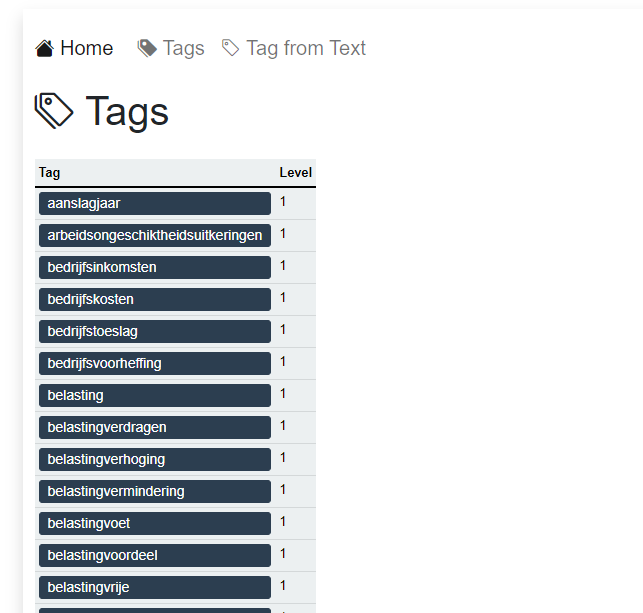 Home Tags Tag from Text
Tags
Tag Level
aanslagjaar 1
arbeidsongeschiktheidsuitkeringen 1
bedrijfsinkomsten 1
bedrijfskosten 1
bedrijfstoeslag 1
bedrijfsvoorheffing 1
belasting 1
belastingverdragen 1
belastingverhoging 1
belastingvermindering 1
belastingvoet 1
belastingvoordeel 1
belastingvrije 1